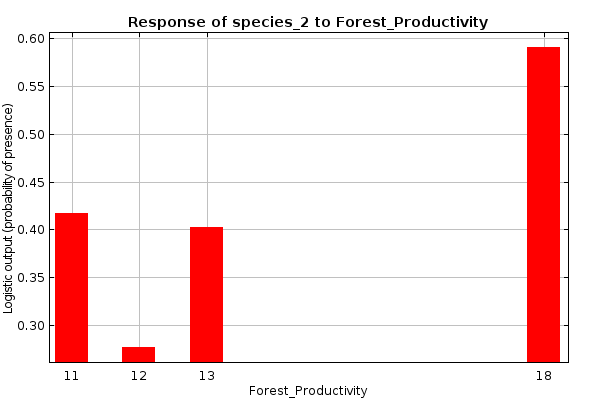 Response of species_2 to Forest_Productivity
Logistic output (probability of presence)
0.60
0.55
0.50
0.45
0.40
0.35
0.30
11 12 13 18
Forest_Productivity